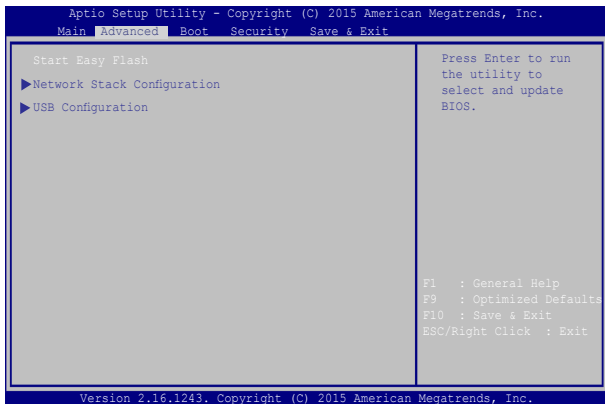 Aptio Setup Utility - Copyright (C) 2015 American Megatrends, Inc.
Main Advanced Boot Security Save & Exit
Start Easy Flash
Network Stack Configuration
USB Configuration
Press Enter to run
the utility to
select and update
BIOS.
F1 : General Help
F9 : Optimized Defaults
F10 : Save & Exit
ESC/Right Click : Exit
Version 2.16.1243. Copyright (C) 2015 American Megatrends, Inc.